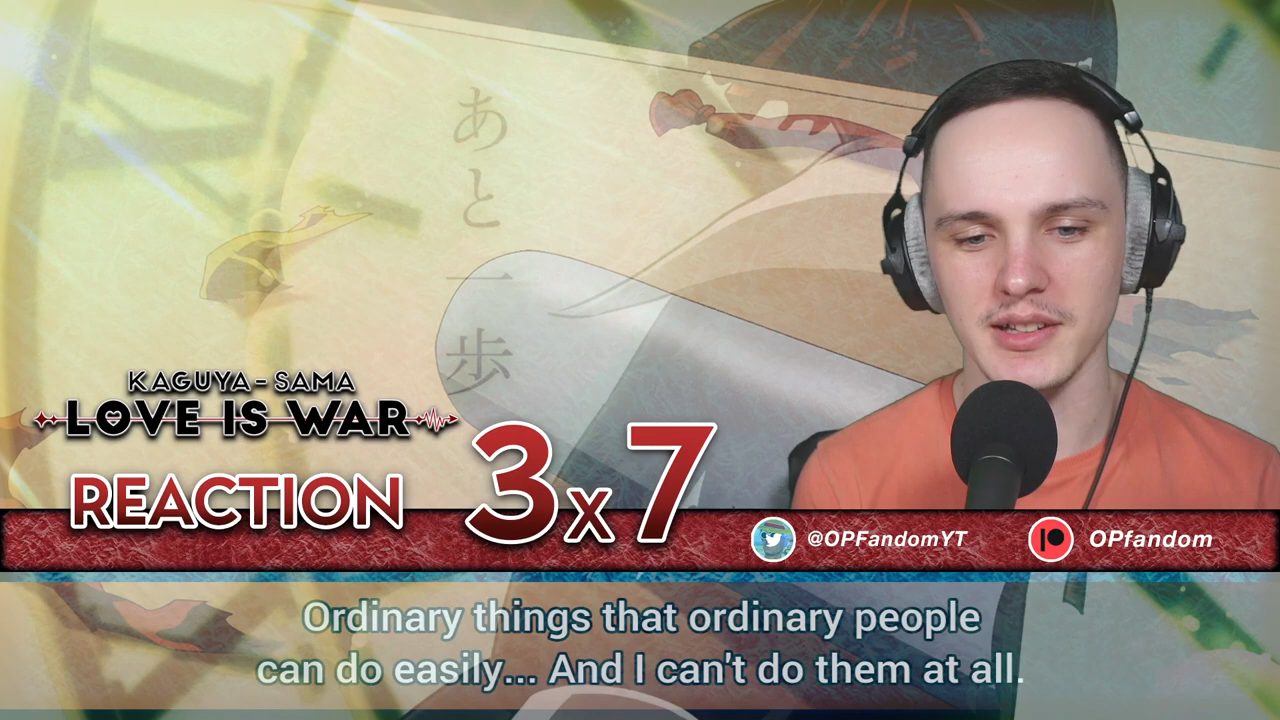 あと一歩
KAGUYA-SAMA
LOVE IS WAR
REACTION
3x7
@OPFandomYT
OPfandom
Ordinary things that ordinary people
can do easily... And I can't do them at all.